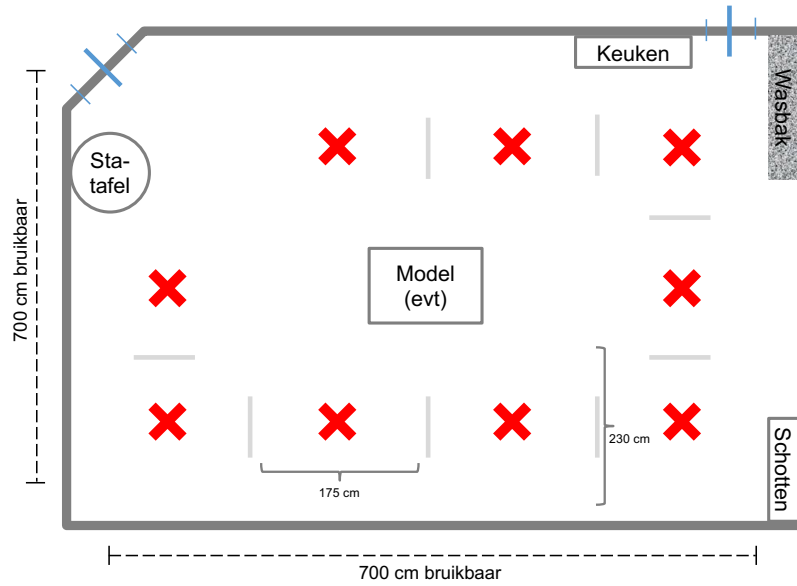 Keuken
Wasbak
Sta-
tafel
700 cm bruikbaar
Model
(evt)
230 cm
175 cm
Schotten
700 cm bruikbaar